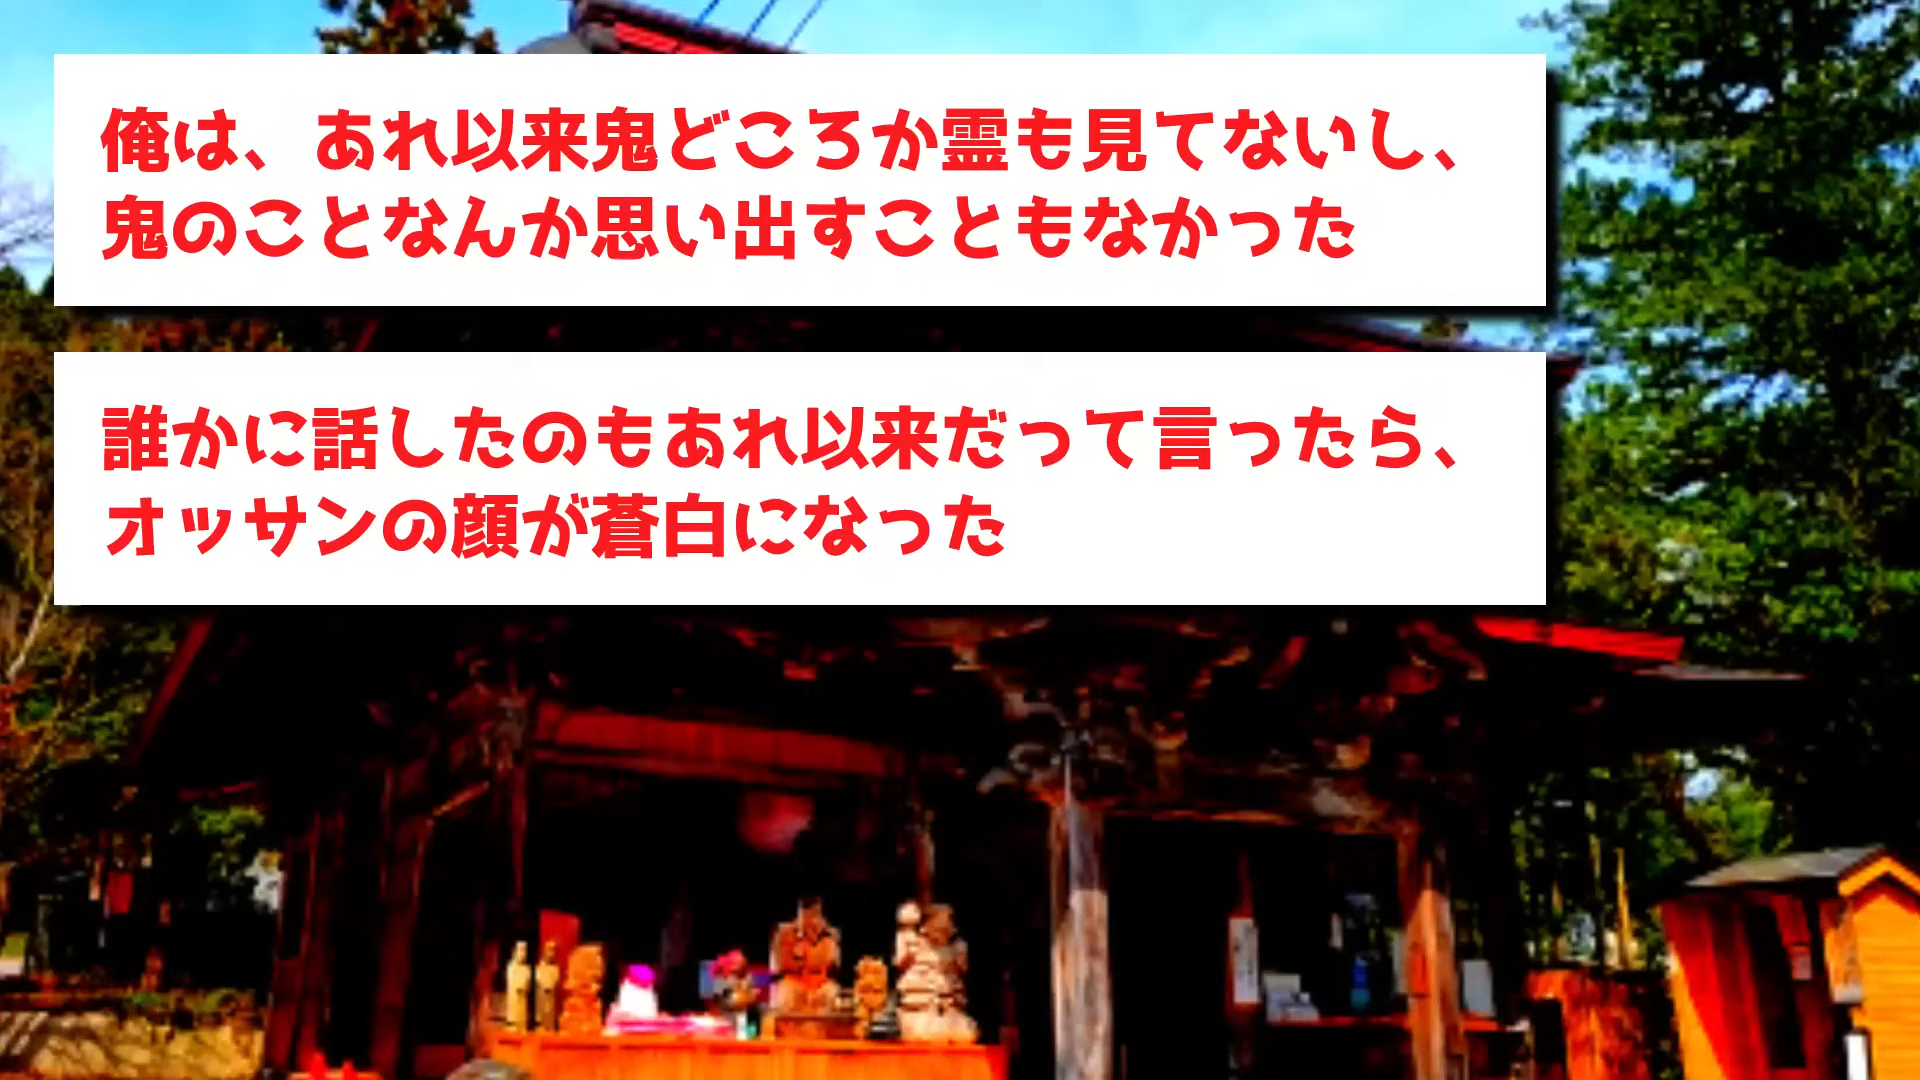 俺は、あれ以来鬼どころか霊も見てないし、
鬼のことなんか思い出すこともなかった
誰かに話したのもあれ以来だって言ったら、
オッサンの顔が蒼白になった